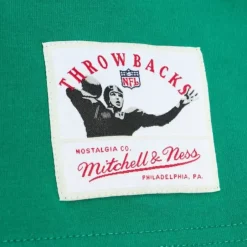 THROWBACKS
NFL
NOSTALGIA CO.
Mitchell & Ness
PHILADELPHIA, PA.